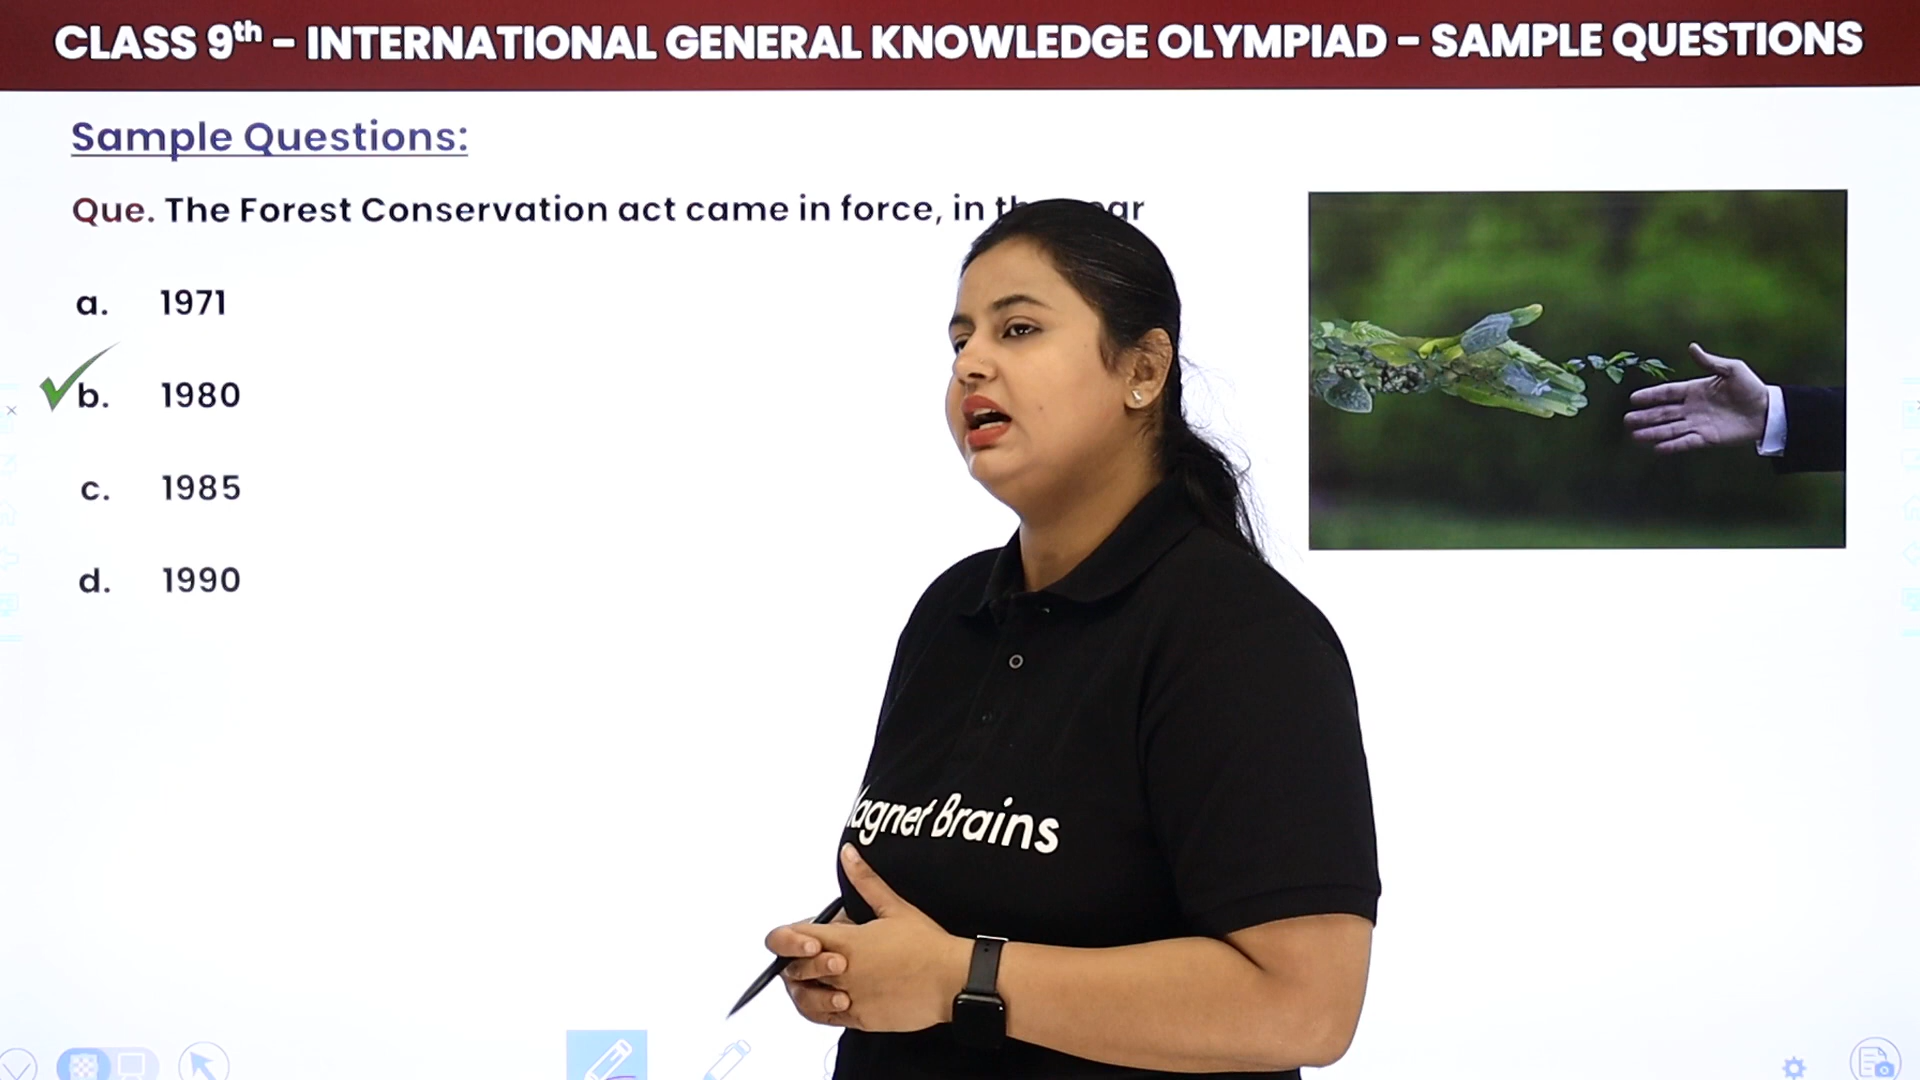 CLASS 9th - INTERNATIONAL GENERAL KNOWLEDGE OLYMPIAD - SAMPLE QUESTIONS
Sample Questions:
Que. The Forest Conservation act came in force, in
a. 1971
b. 1980
c. 1985
d. 1990
Brains